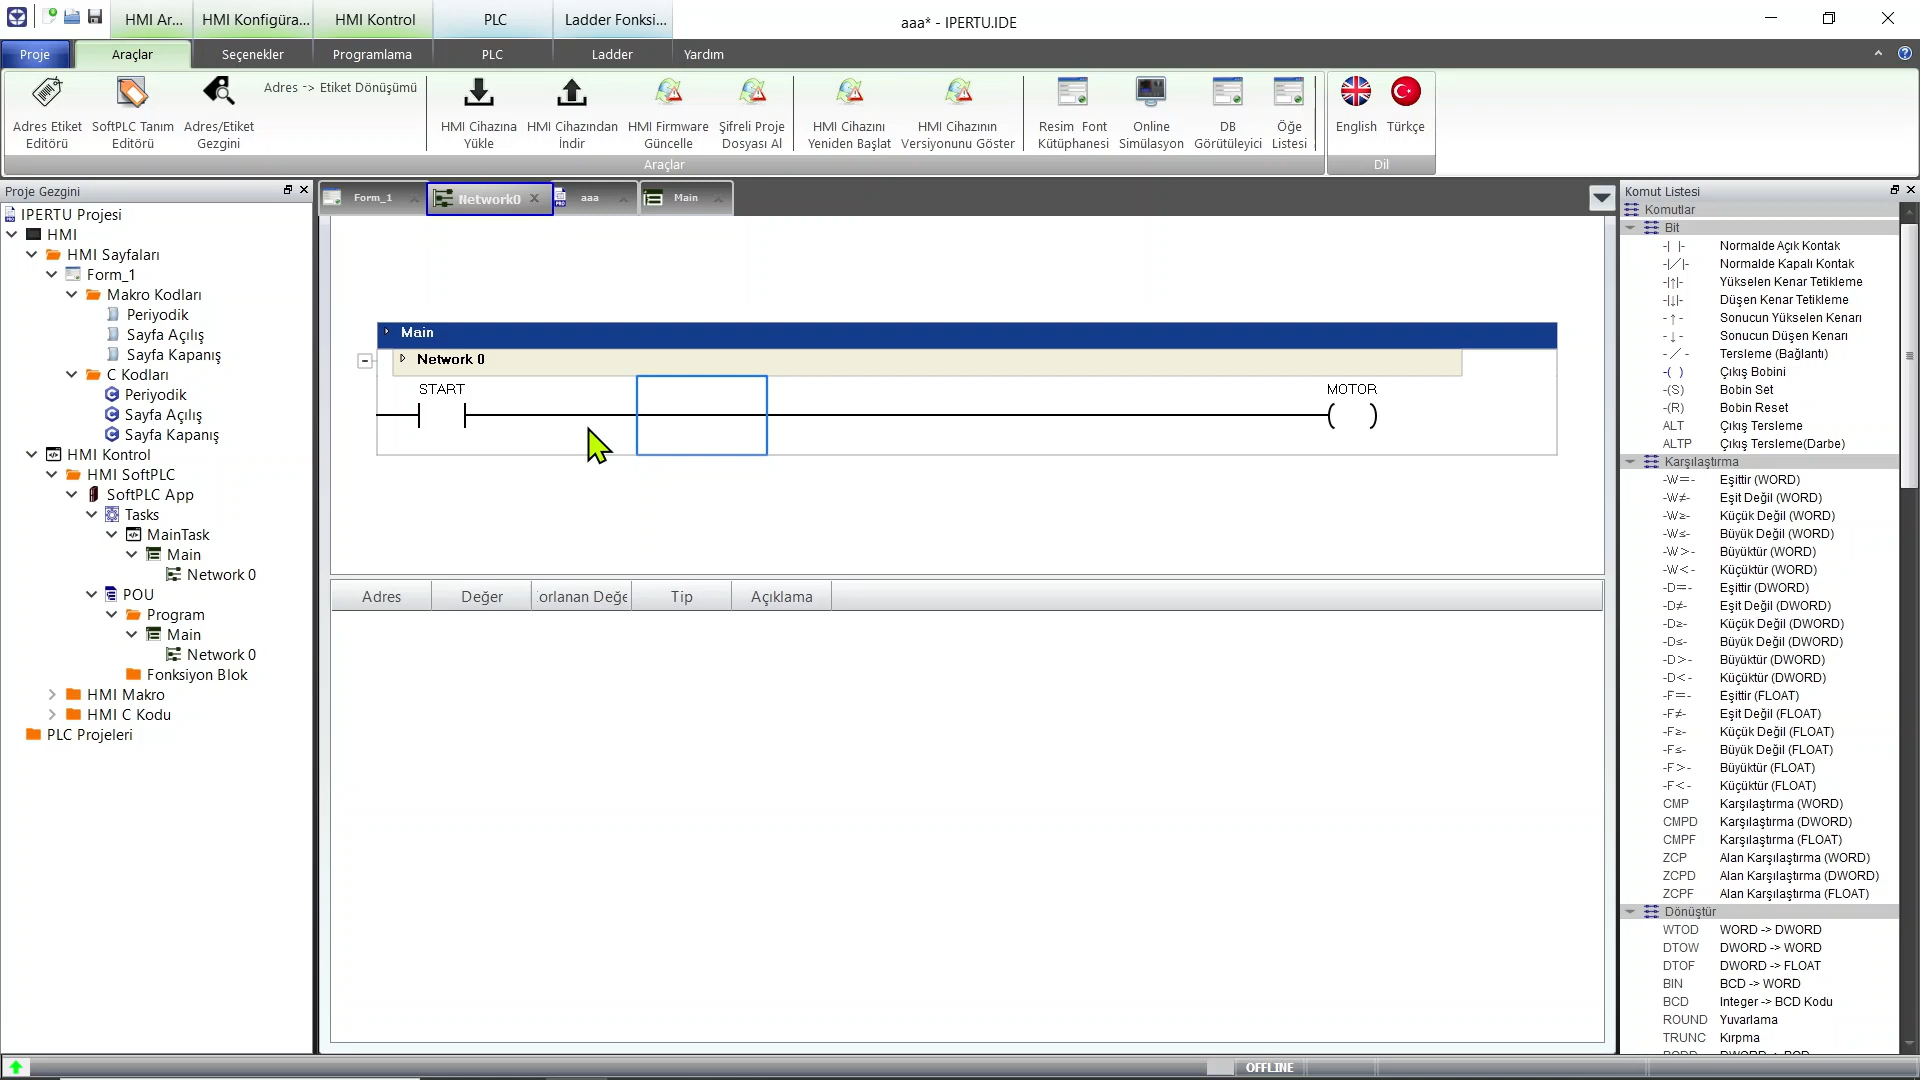 HMI Ar...
HMI Konfigüra...
HMI Kontrol
PLC
Ladder Fonksi...
aaa* - IPERTU.IDE
Proje
Araçlar
Seçenekler
Programlama
PLC
Ladder
Yardım
Adres Etiket
Editörü
SoftPLC Tanım
Editörü
Adres/Etiket
Gezgini
Adres -> Etiket Dönüşümü
HMI Cihazına
Yükle
HMI Cihazından
İndir
HMI Firmware
Güncelle
Şifreli Proje
Dosyası Al
HMI Cihazını
Yeniden Başlat
HMI Cihazının
Versiyonunu Göster
Resim Font
Kütüphanesi
Online
Simülasyon
DB
Görütüleyici
Öğe
Listesi
English
Türkçe
Araçlar
Dil
Proje Gezgini
IPERTU Projesi
HMI
HMI Sayfaları
Form_1
Makro Kodları
Periyodik
Sayfa Açılış
Sayfa Kapanış
C Kodları
Periyodik
Sayfa Açılış
Sayfa Kapanış
HMI Kontrol
HMI SoftPLC
SoftPLC App
Tasks
MainTask
Main
Network 0
POU
Program
Main
Network 0
Fonksiyon Blok
HMI Makro
HMI C Kodu
PLC Projeleri
Form_1
Network0
aaa
Main
Main
Network 0
START
MOTOR
Adres
Değer
orlanan Değe
Tip
Açıklama
Komut Listesi
Komutlar
Bit
-| |- Normalde Açık Kontak
-|/|- Normalde Kapalı Kontak
-|↑|- Yükselen Kenar Tetikleme
-|↓|- Düşen Kenar Tetikleme
-↑- Sonucun Yükselen Kenarı
-↓- Sonucun Düşen Kenarı
-/- Tersleme (Bağlantı)
-( ) Çıkış Bobini
-(S) Bobin Set
-(R) Bobin Reset
ALT Çıkış Tersleme
ALTP Çıkış Tersleme(Darbe)
Karşılaştırma
-W=- Eşittir (WORD)
-W≠- Eşit Değil (WORD)
-W≥- Küçük Değil (WORD)
-W≤- Büyük Değil (WORD)
-W>- Büyüktür (WORD)
-W<- Küçüktür (WORD)
-D=- Eşittir (DWORD)
-D≠- Eşit Değil (DWORD)
-D≥- Küçük Değil (DWORD)
-D≤- Büyük Değil (DWORD)
-D>- Büyüktür (DWORD)
-D<- Küçüktür (DWORD)
-F=- Eşittir (FLOAT)
-F≠- Eşit Değil (FLOAT)
-F≥- Küçük Değil (FLOAT)
-F≤- Büyük Değil (FLOAT)
-F>- Büyüktür (FLOAT)
-F<- Küçüktür (FLOAT)
CMP Karşılaştırma (WORD)
CMPD Karşılaştırma (DWORD)
CMPF Karşılaştırma (FLOAT)
ZCP Alan Karşılaştırma (WORD)
ZCPD Alan Karşılaştırma (DWORD)
ZCPF Alan Karşılaştırma (FLOAT)
Dönüştür
WTOD WORD -> DWORD
DTOW DWORD -> WORD
DTOF DWORD -> FLOAT
BIN BCD -> WORD
BCD Integer -> BCD Kodu
ROUND Yuvarlama
TRUNC Kırpma
OFFLINE